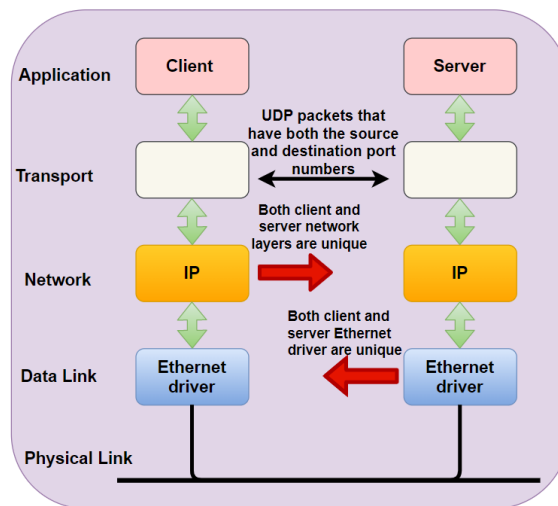 Application
Client
Server
UDP packets that
have both the source
and destination port
numbers
Transport
Both client and
server network
layers are unique
Network
IP
IP
Both client and
server Ethernet
driver are unique
Data Link
Ethernet
driver
Ethernet
driver
Physical Link